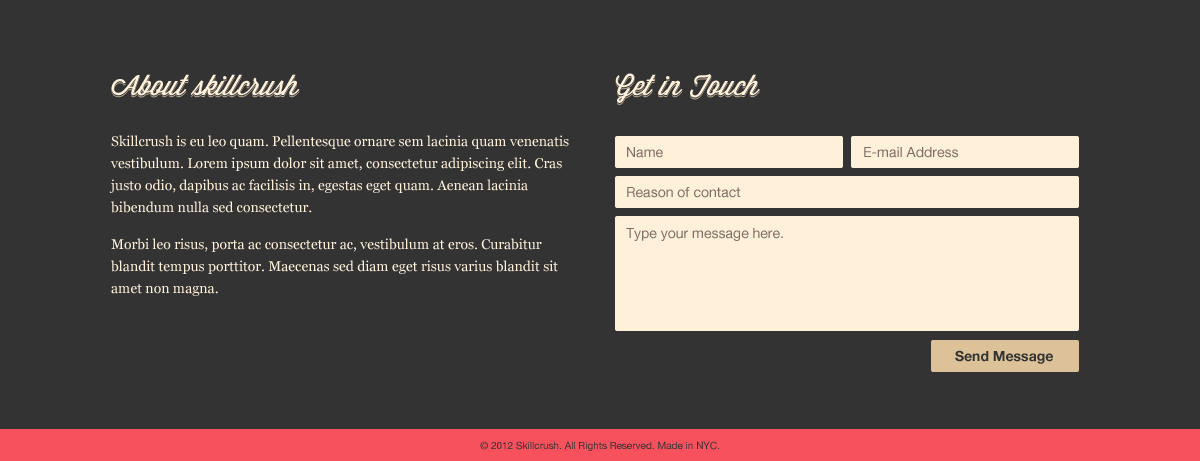 About skillcrush
Skillcrush is eu leo quam. Pellentesque ornare sem lacinia quam venenatis
vestibulum. Lorem ipsum dolor sit amet, consectetur adipiscing elit. Cras
justo odio, dapibus ac facilisis in, egestas eget quam. Aenean lacinia
bibendum nulla sed consectetur.
Morbi leo risus, porta ac consectetur ac, vestibulum at eros. Curabitur
blandit tempus porttitor. Maecenas sed diam eget risus varius blandit sit
amet non magna.
Get in Touch
Name
E-mail Address
Reason of contact
Type your message here.
Send Message
© 2012 Skillcrush. All Rights Reserved. Made in NYC.